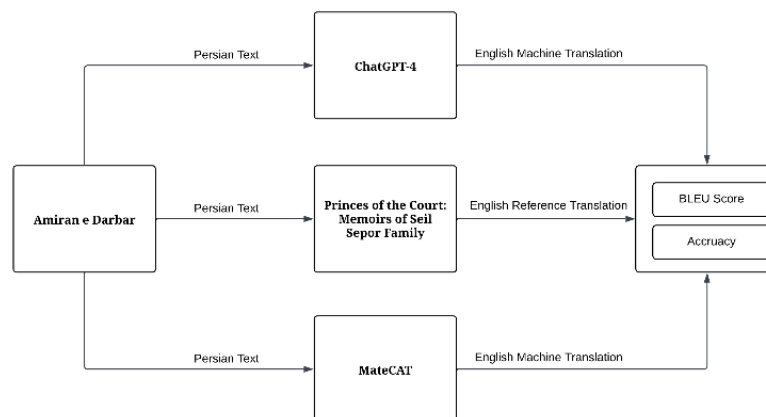 Persian Text
ChatGPT-4
English Machine Translation
Amiran e Darbar
Persian Text
Princes of the Court:
Memoirs of Seil
Sepor Family
English Reference Translation
BLEU Score
Accruacy
Persian Text
MateCAT
English Machine Translation